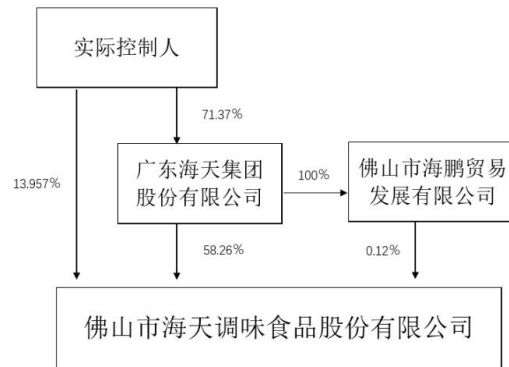 实际控制人
71.37%
13.957%
广东海天集团
股份有限公司
100%
佛山市海鹏贸易
发展有限公司
58.26%
0.12%
佛山市海天调味食品股份有限公司